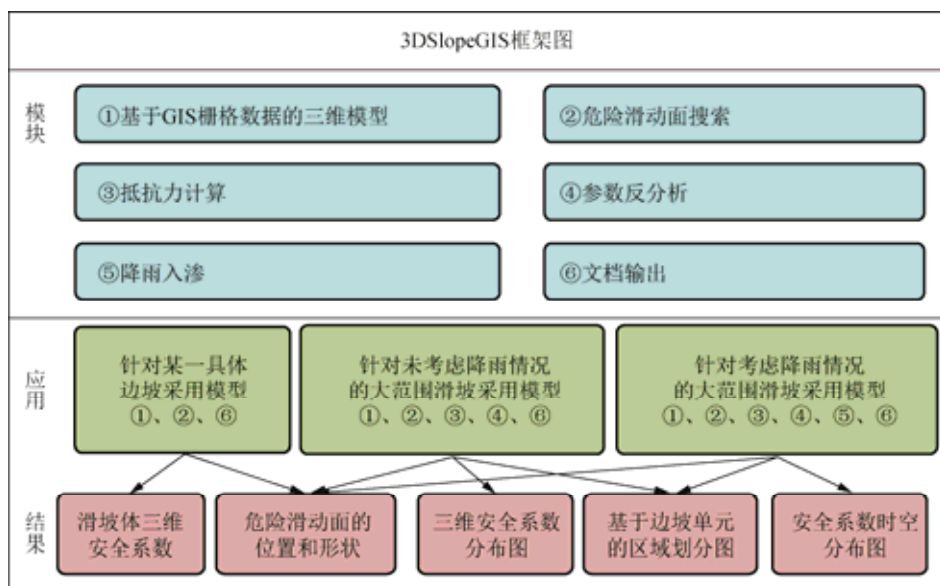 3DSlopeGIS框架图
模块
①基于GIS栅格数据的三维模型
②危险滑动面搜索
③抵抗力计算
④参数反分析
⑤降雨入渗
⑥文档输出
应用
针对某一具体
边坡采用模型
①、②、⑥
针对未考虑降雨情况
的大范围滑坡采用模型
①、②、③、④、⑥
针对考虑降雨情况
的大范围滑坡采用模型
①、②、③、④、⑤、⑥
结果
滑坡体三维
安全系数
危险滑动面的
位置和形状
三维安全系数
分布图
基于边坡单元
的区域划分图
安全系数时空
分布图